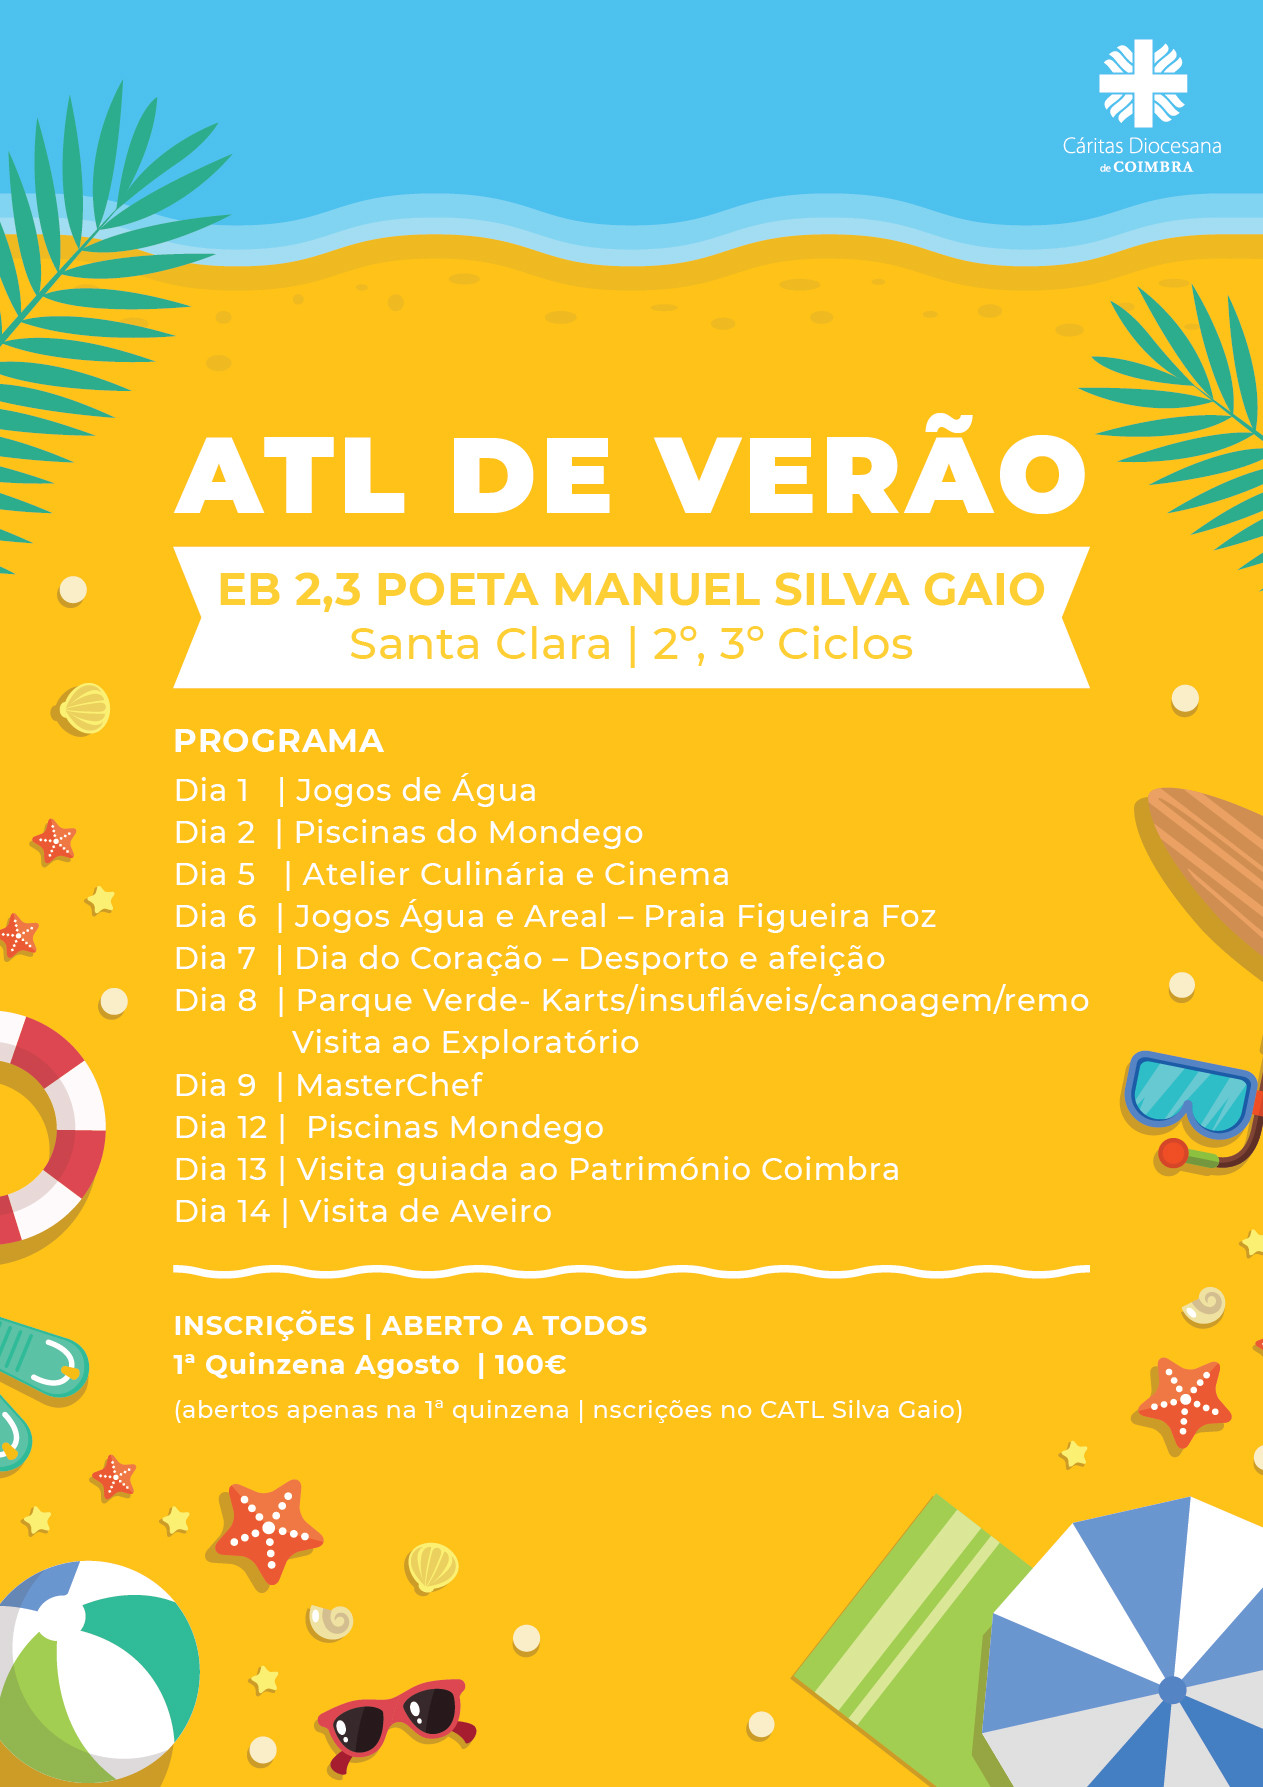 Cáritas Diocesana
de COIMBRA
ATL DE VERÃO
EB 2,3 POETA MANUEL SILVA GAIO
Santa Clara | 2º, 3º Ciclos
PROGRAMA
Dia 1 | Jogos de Água
Dia 2 | Piscinas do Mondego
Dia 5 | Atelier Culinária e Cinema
Dia 6 | Jogos Água e Areal – Praia Figueira Foz
Dia 7 | Dia do Coração – Desporto e afeição
Dia 8 | Parque Verde- Karts/insufláveis/canoagem/remo
Visita ao Exploratório
Dia 9 | MasterChef
Dia 12 | Piscinas Mondego
Dia 13 | Visita guiada ao Património Coimbra
Dia 14 | Visita de Aveiro
INSCRIÇÕES | ABERTO A TODOS
1ª Quinzena Agosto | 100€
(abertos apenas na 1ª quinzena | nscrições no CATL Silva Gaio)